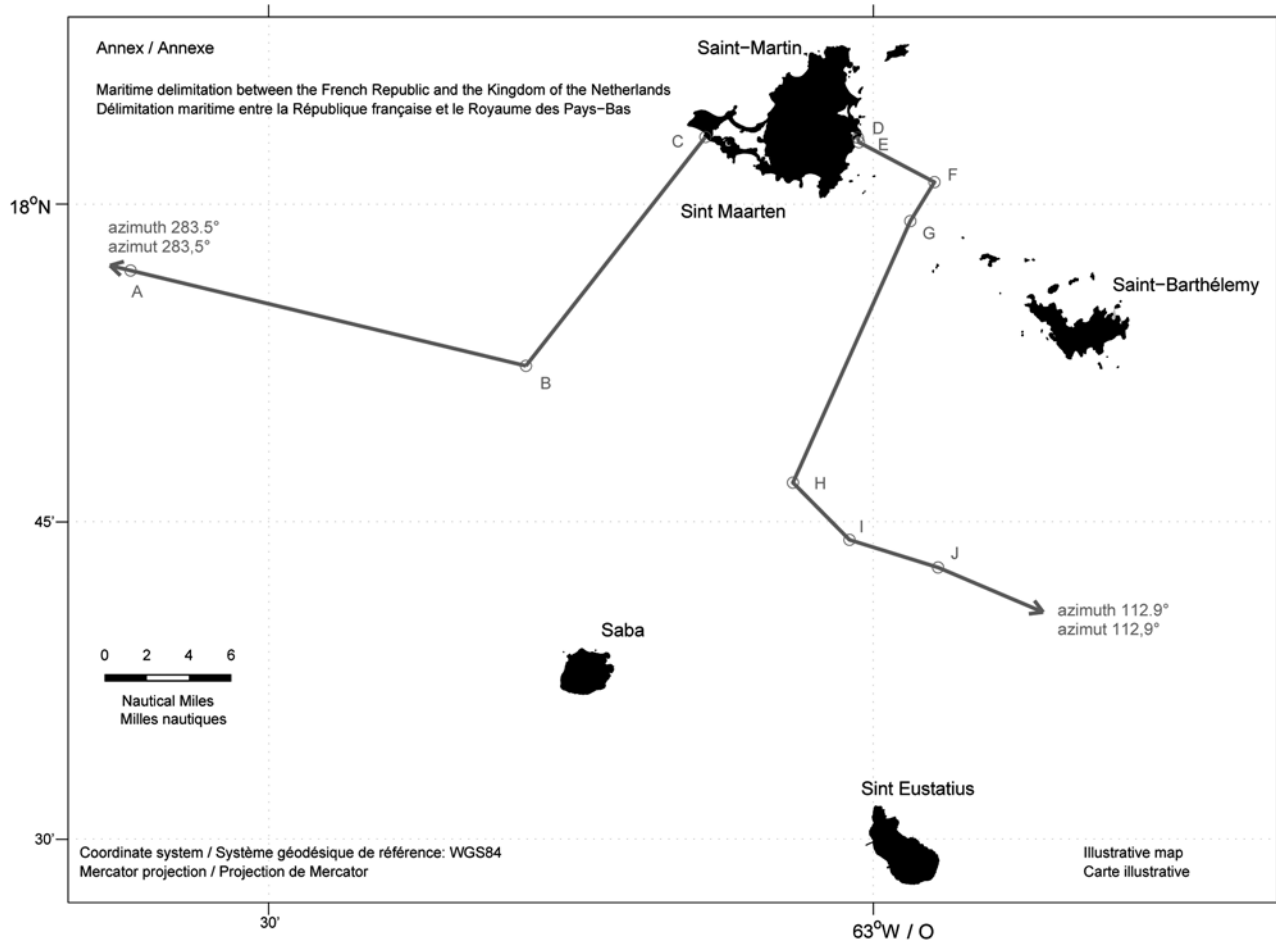 Annex / Annexe
Saint-Martin
Maritime delimitation between the French Republic and the Kingdom of the Netherlands
Délimitation maritime entre la République française et le Royaume des Pays-Bas
C
D
E
F
18°N
Sint Maarten
G
azimuth 283.5°
azimut 283,5°
A
Saint-Barthélemy
B
H
45'
I
J
azimuth 112.9°
azimut 112,9°
Saba
0 2 4 6
Nautical Miles
Milles nautiques
Sint Eustatius
30'
Coordinate system / Système géodésique de référence: WGS84
Mercator projection / Projection de Mercator
Illustrative map
Carte illustrative
30'
63°W / O